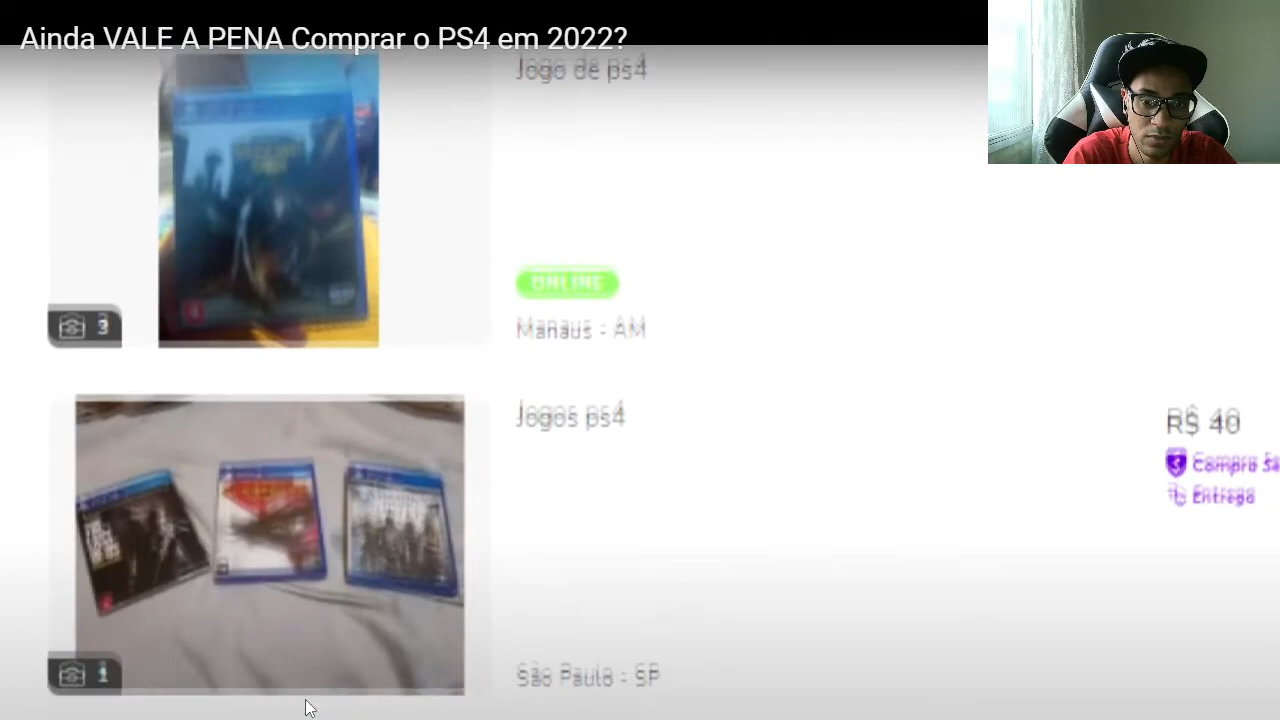 Ainda VALE A PENA Comprar o PS4 em 2022?
Jogo de ps4
ONLINE
Manaus - AM
3
Jogos ps4
R$ 40
Compra
Entrega
São Paulo - SP
1